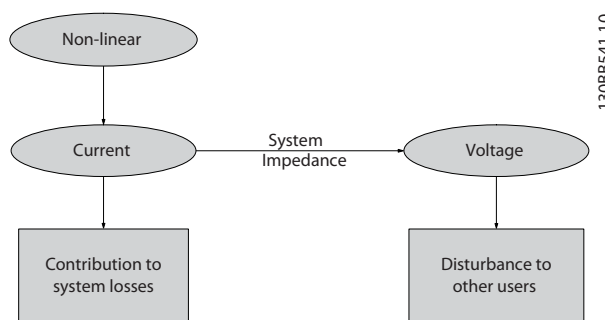 Non-linear
Current
System
Impedance
Voltage
Contribution to
system losses
Disturbance to
other users
130BB541.10